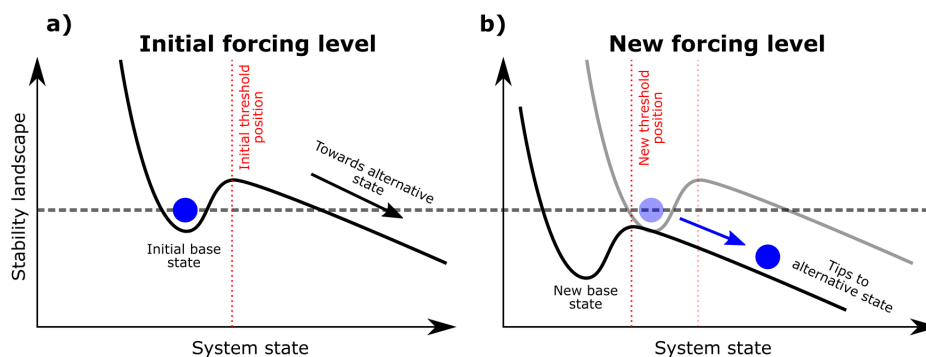 a)
Initial forcing level
Stability landscape
Initial threshold
position
Towards alternative
state
Initial base
state
System state
b)
New forcing level
New threshold
position
New base
state
Tips to
alternative state
System state